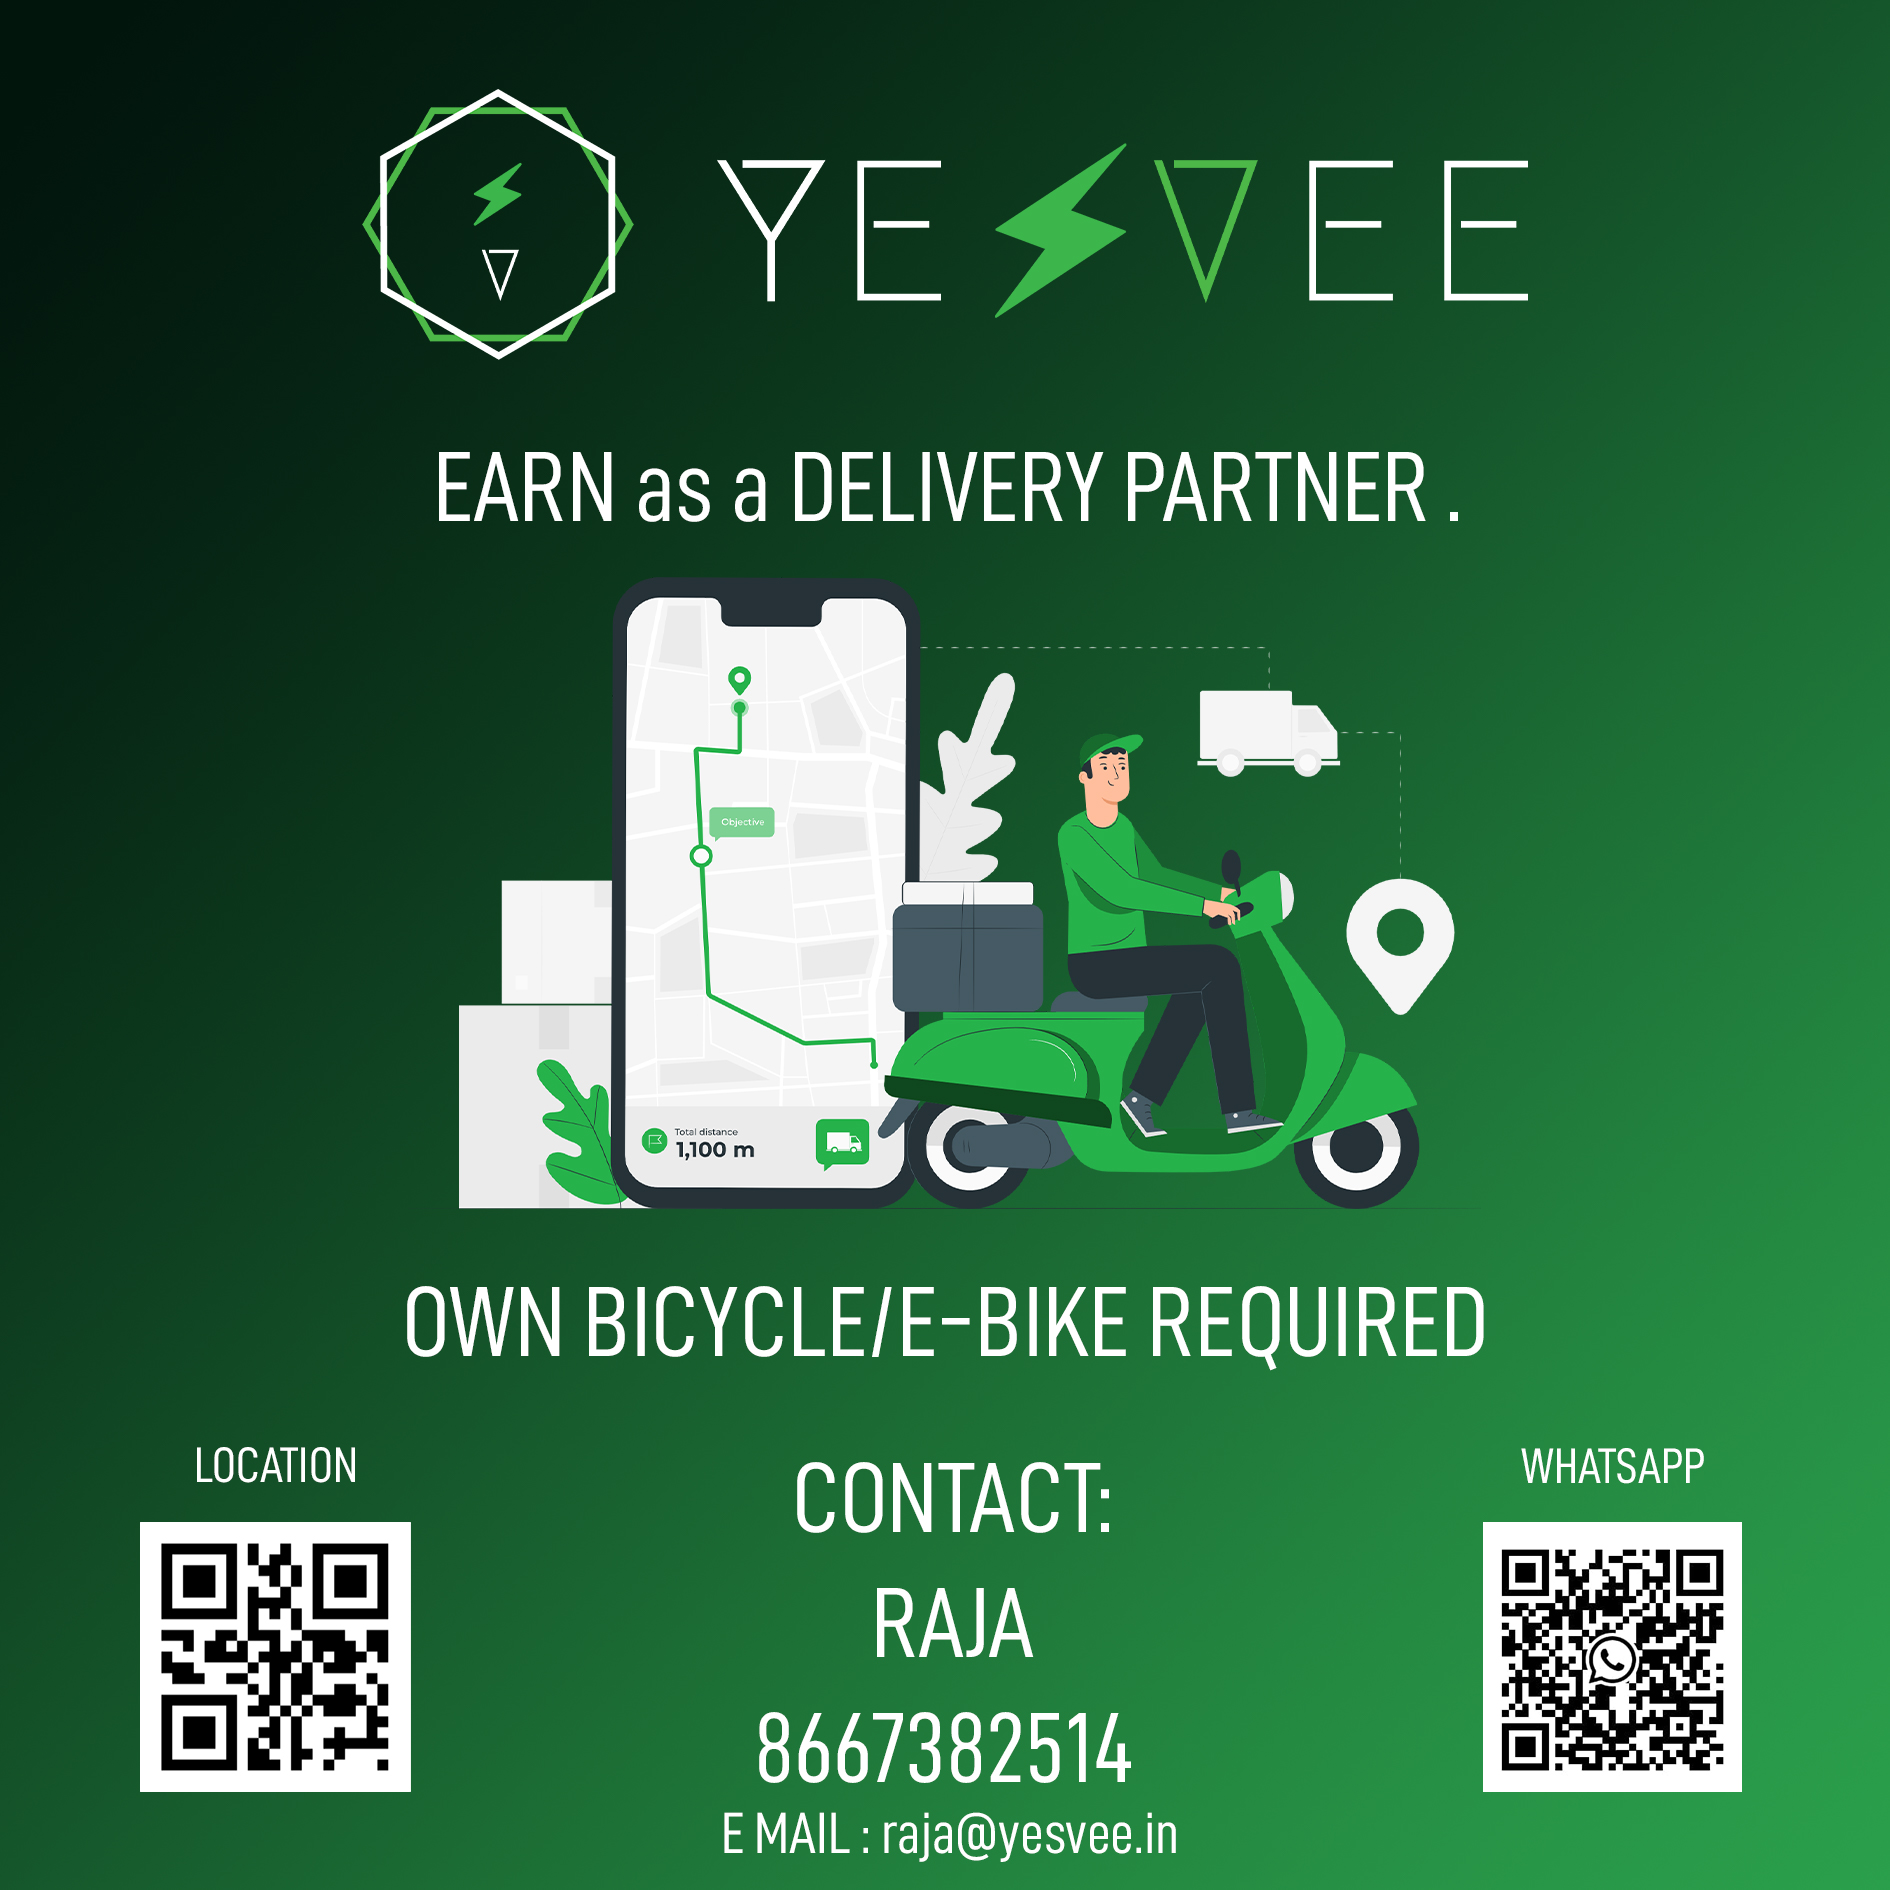 YESVEE
EARN as a DELIVERY PARTNER .
Objective
Total distance
1,100 m
OWN BICYCLE/E-BIKE REQUIRED
LOCATION
WHATSAPP
CONTACT:
RAJA
8667382514
E MAIL : raja@yesvee.in